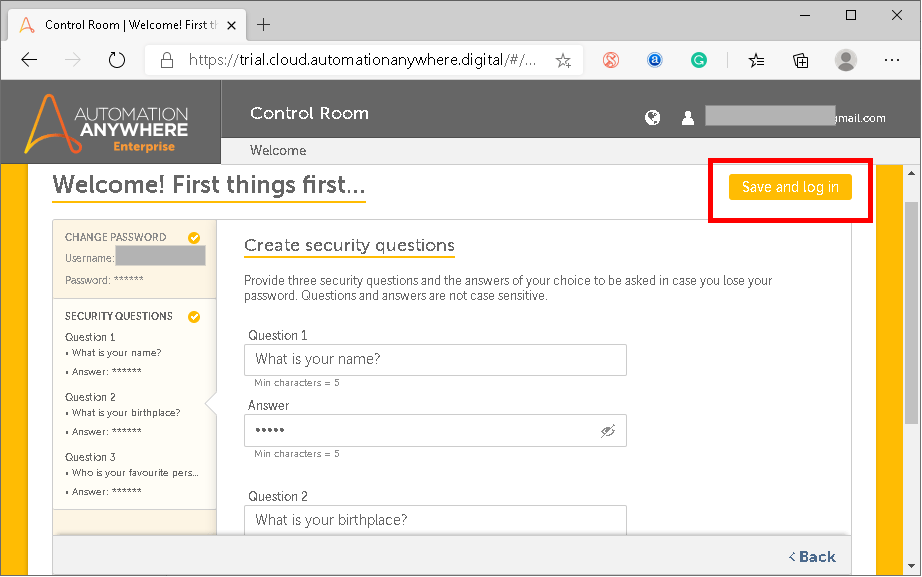 Control Room | Welcome! First th
https://trial.cloud.automationanywhere.digital/#/...
AUTOMATION
ANYWHERE
Enterprise
Control Room
gmail.com
Welcome
Welcome! First things first...
Save and log in
CHANGE PASSWORD
Username:
Password: ******
SECURITY QUESTIONS
Question 1
• What is your name?
• Answer: ******
Question 2
• What is your birthplace?
• Answer: ******
Question 3
• Who is your favourite pers...
• Answer: ******
Create security questions
Provide three security questions and the answers of your choice to be asked in case you lose your
password. Questions and answers are not case sensitive.
Question 1
What is your name?
Min characters = 5
Answer
•••••
Min characters = 5
Question 2
What is your birthplace?
< Back